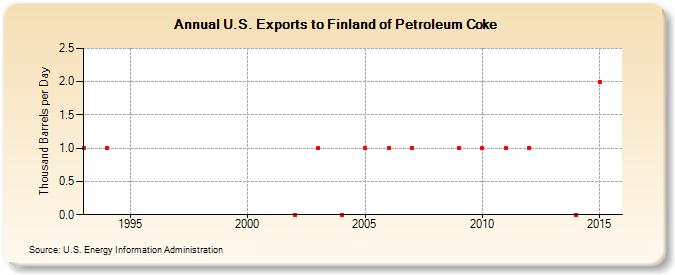 Annual U.S. Exports to Finland of Petroleum Coke
Thousand Barrels per Day
2.5
2.0
1.5
1.0
0.5
0.0
1995 2000 2005 2010 2015
Source: U.S. Energy Information Administration